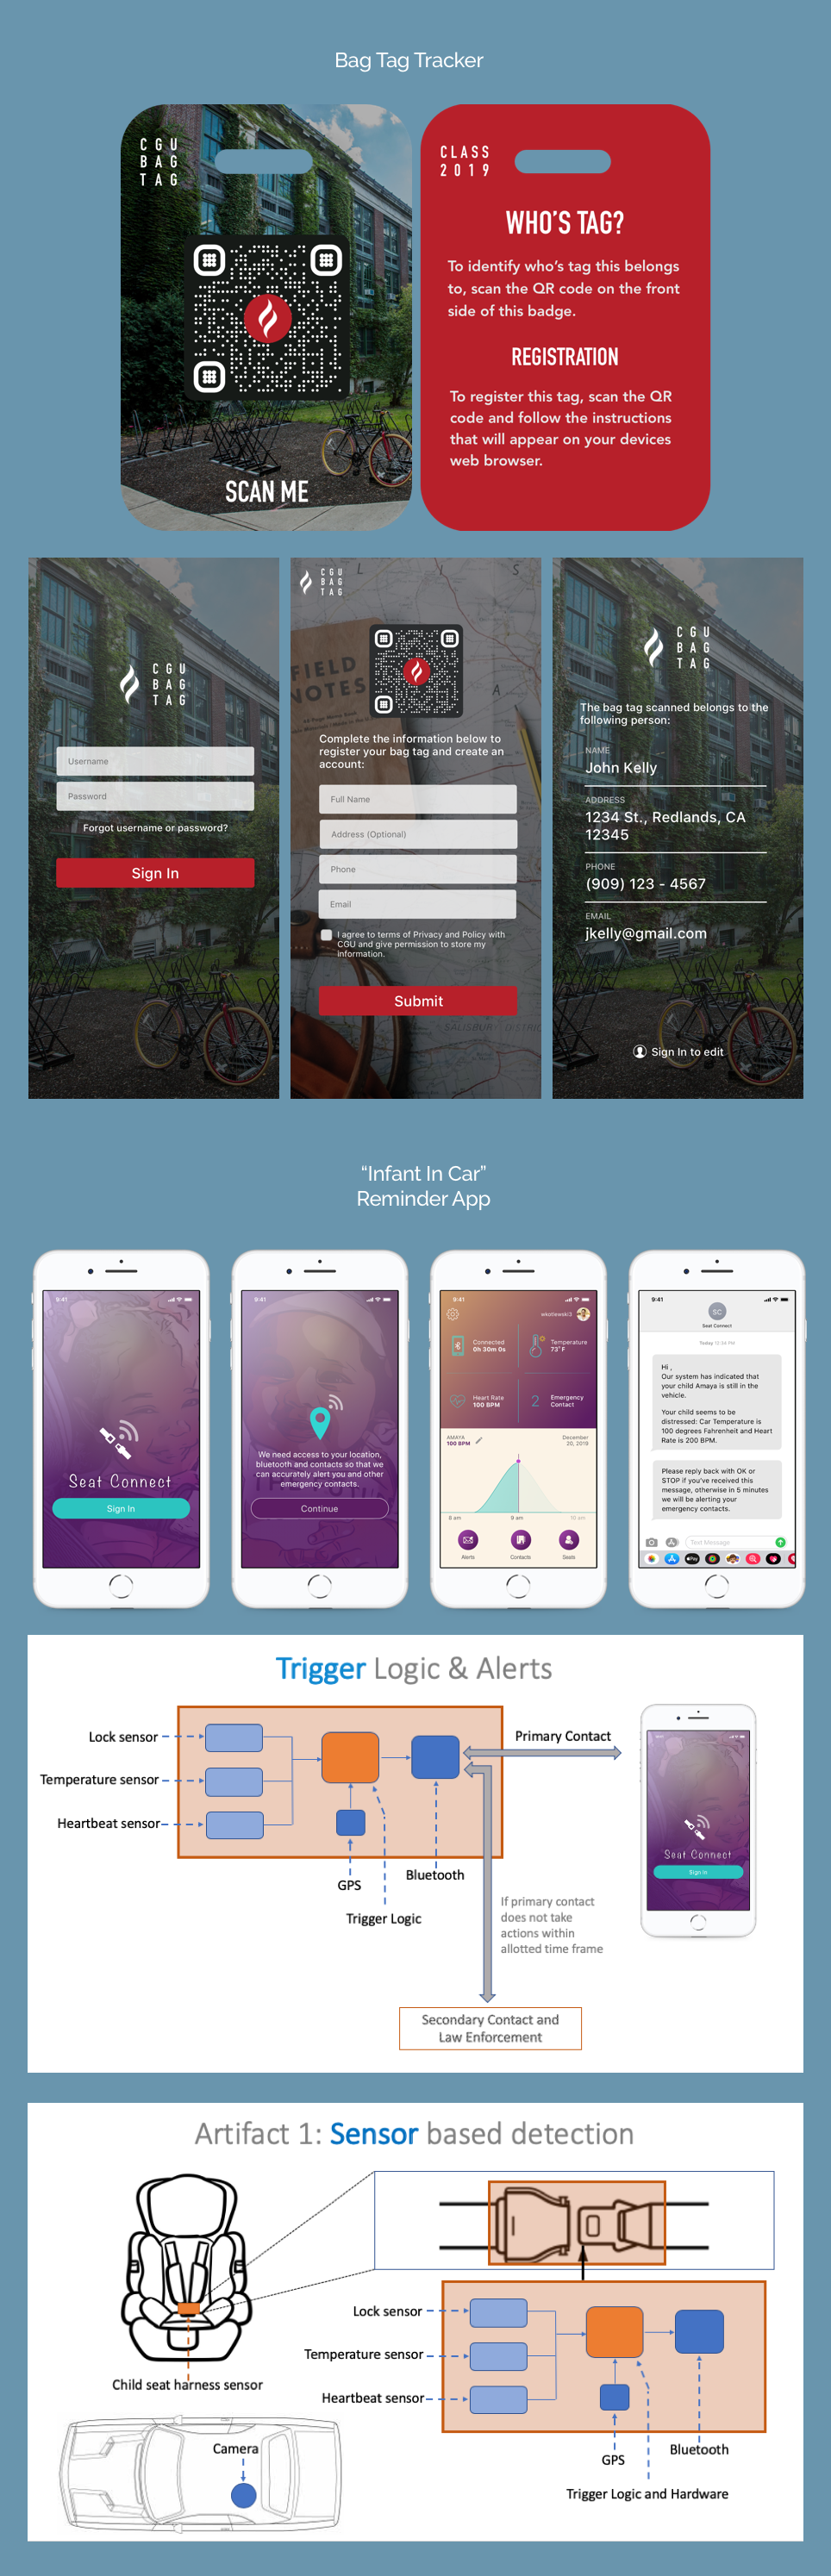 Bag Tag Tracker
CGU
BAG
TAG
SCAN ME
CLASS
2019
WHO'S TAG?
To identify who's tag this belongs
to, scan the QR code on the front
side of this badge.
REGISTRATION
To register this tag, scan the QR
code and follow the instructions
that will appear on your devices
web browser.
CGU
BAG
TAG
Username
Password
Forgot username or password?
Sign In
CGU
BAG
TAG
L I S
FIELD
NOTES
A
Complete the information below to
register your bag tag and create an
account:
Full Name
Address (Optional)
Phone
Email
I agree to terms of Privacy and Policy with
CGU and give permission to store my
information.
Submit
SALISBURY DISTRIC
CGU
BAG
TAG
The bag tag scanned belongs to the
following person:
NAME
John Kelly
ADDRESS
1234 St., Redlands, CA
12345
PHONE
(909) 123 - 4567
EMAIL
jkelly@gmail.com
Sign In to edit
“Infant In Car”
Reminder App
9:41
Seat Connect
Sign In
9:41
We need access to your location,
bluetooth and contacts so that we
can accurately alert you and other
emergency contacts.
Continue
9:41
wkozlowski3
Connected
0h 30m 0s
Temperature
73°F
Heart Rate
100 BPM
2
Emergency
Contact
AMAYA
100 BPM
December
20, 2019
8 am
9 am
10 am
Alerts
Contacts
Seats
9:41
SC
Seat Connect
Today 12:34 PM
Hi ,
Our system has indicated that
your child Amaya is still in the
vehicle.
Your child seems to be
distressed: Car Temperature is
100 degrees Fahrenheit and Heart
Rate is 200 BPM.
Please reply back with OK or
STOP if you've received this
message, otherwise in 5 minutes
we will be alerting your
emergency contacts.
Text Message
Pay
Trigger Logic & Alerts
Lock sensor
Temperature sensor
Heartbeat sensor
GPS
Bluetooth
Trigger Logic
Primary Contact
Seat Connect
Sign In
If primary contact
does not take
actions within
allotted time frame
Secondary Contact and
Law Enforcement
Artifact 1: Sensor based detection
Child seat harness sensor
Camera
Lock sensor
Temperature sensor
Heartbeat sensor
GPS
Bluetooth
Trigger Logic and Hardware